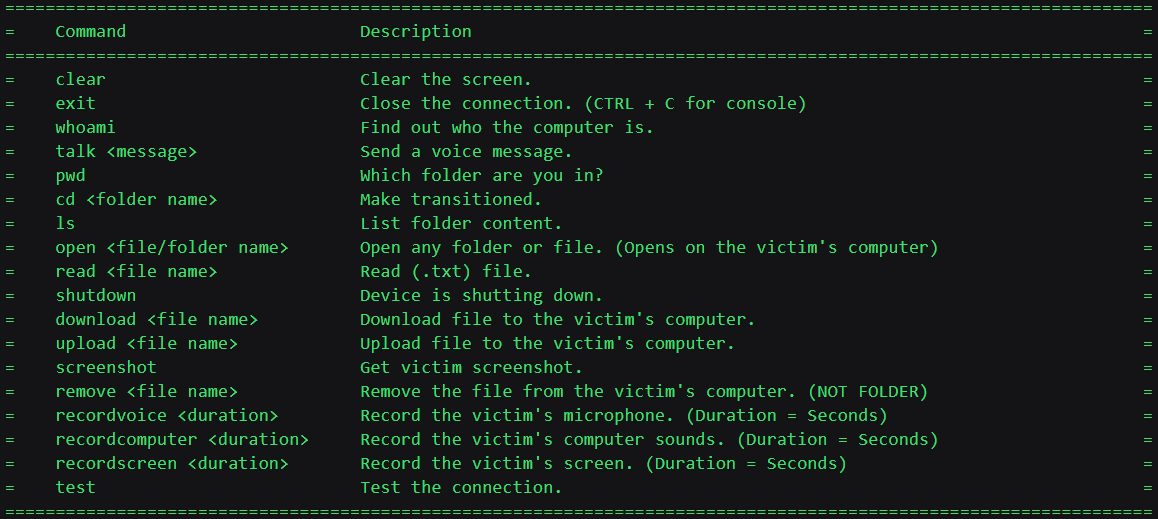 ====================================================================================================================
= Command Description =
====================================================================================================================
= clear Clear the screen. =
= exit Close the connection. (CTRL + C for console) =
= whoami Find out who the computer is. =
= talk <message> Send a voice message. =
= pwd Which folder are you in? =
= cd <folder name> Make transitioned. =
= ls List folder content. =
= open <file/folder name> Open any folder or file. (Opens on the victim's computer) =
= read <file name> Read (.txt) file. =
= shutdown Device is shutting down. =
= download <file name> Download file to the victim's computer. =
= upload <file name> Upload file to the victim's computer. =
= screenshot Get victim screenshot. =
= remove <file name> Remove the file from the victim's computer. (NOT FOLDER) =
= recordvoice <duration> Record the victim's microphone. (Duration = Seconds) =
= recordcomputer <duration> Record the victim's computer sounds. (Duration = Seconds) =
= recordscreen <duration> Record the victim's screen. (Duration = Seconds) =
= test Test the connection. =
====================================================================================================================